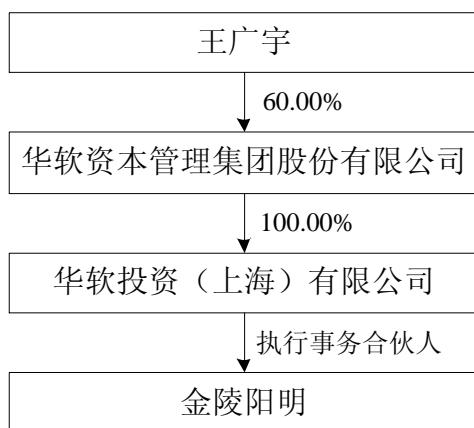 王广宇
60.00%
华软资本管理集团股份有限公司
100.00%
华软投资（上海）有限公司
执行事务合伙人
金陵阳明